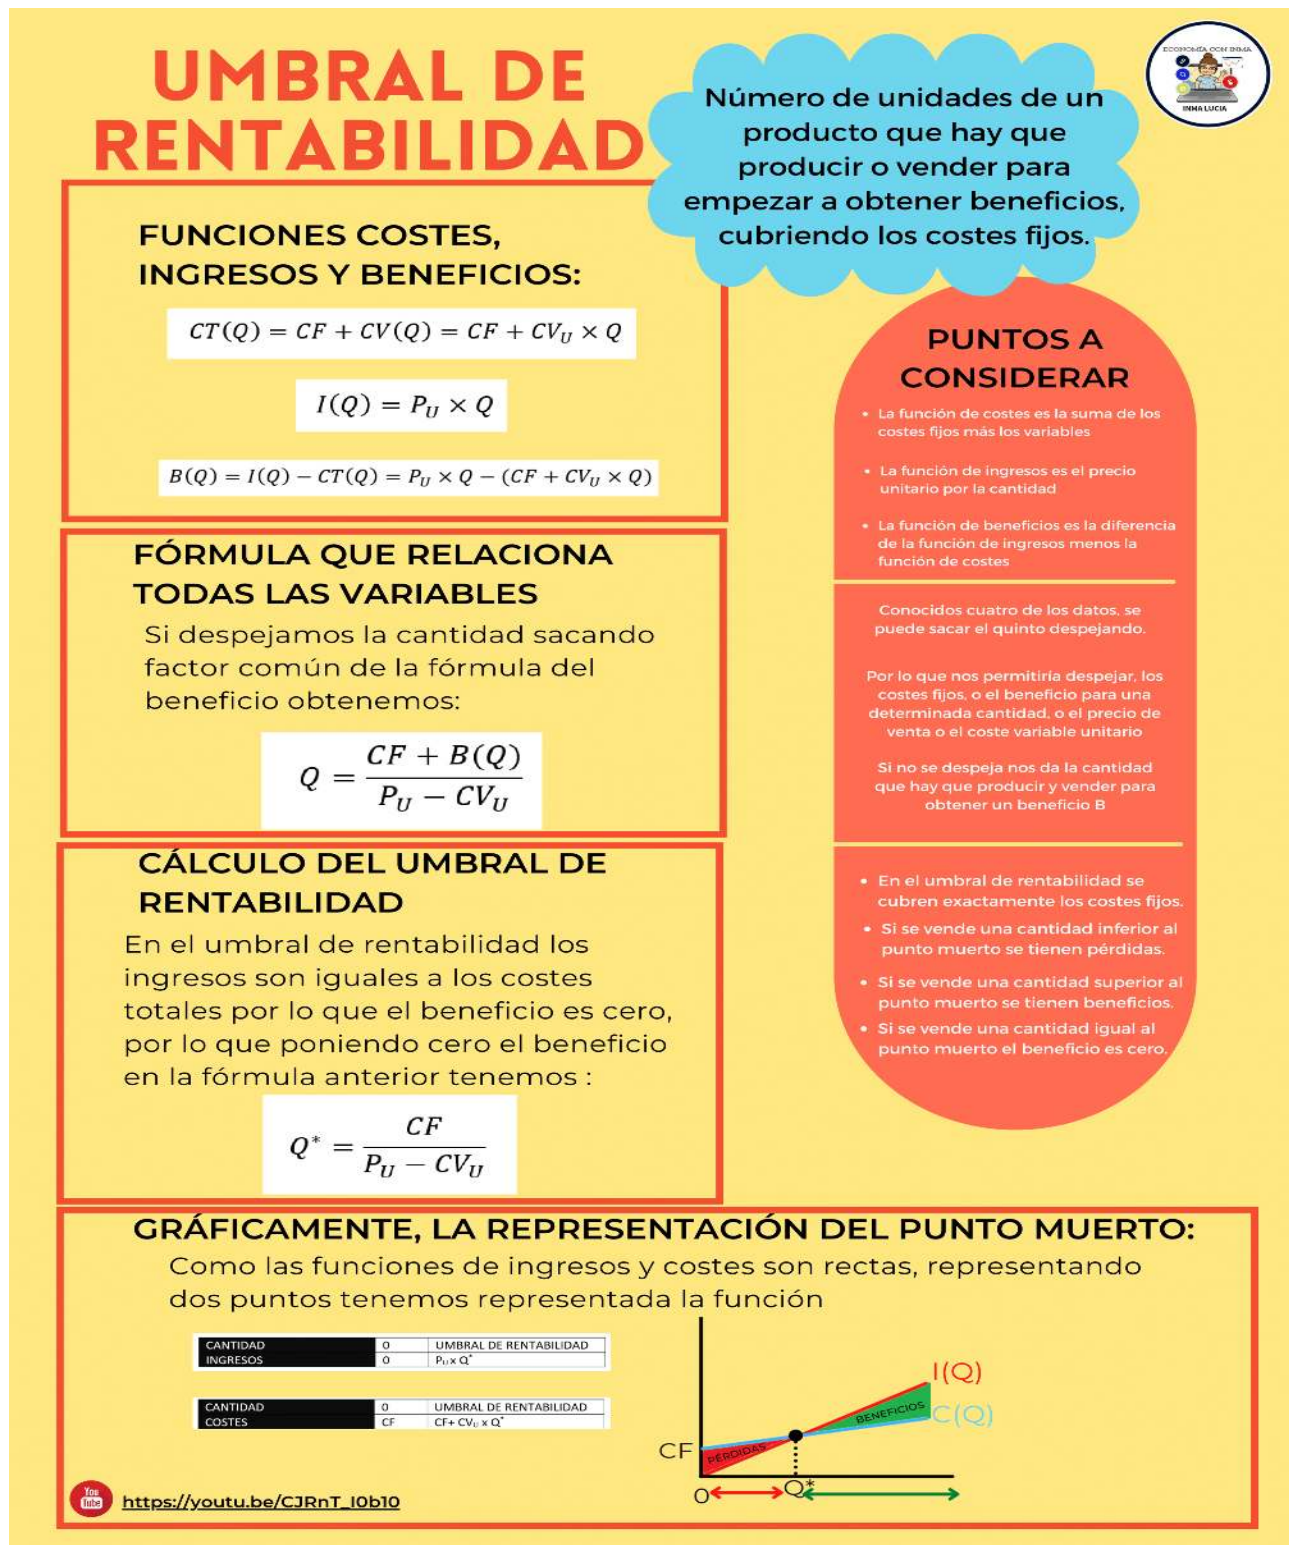 UMBRAL DE
RENTABILIDAD
Número de unidades de un
producto que hay que
producir o vender para
empezar a obtener beneficios,
cubriendo los costes fijos.
ECONOMÍA CON INMA
INMA LUCIA
FUNCIONES COSTES,
INGRESOS Y BENEFICIOS:
CT(Q) = CF + CV(Q) = CF + CV_U × Q
I(Q) = P_U × Q
B(Q) = I(Q) − CT(Q) = P_U × Q − (CF + CV_U × Q)
FÓRMULA QUE RELACIONA
TODAS LAS VARIABLES
Si despejamos la cantidad sacando
factor común de la fórmula del
beneficio obtenemos:
Q = (CF + B(Q)) / (P_U − CV_U)
CÁLCULO DEL UMBRAL DE
RENTABILIDAD
En el umbral de rentabilidad los
ingresos son iguales a los costes
totales por lo que el beneficio es cero,
por lo que poniendo cero el beneficio
en la fórmula anterior tenemos :
Q* = CF / (P_U − CV_U)
PUNTOS A
CONSIDERAR
• La función de costes es la suma de los
costes fijos más los variables
• La función de ingresos es el precio
unitario por la cantidad
• La función de beneficios es la diferencia
de la función de ingresos menos la
función de costes
Conocidos cuatro de los datos, se
puede sacar el quinto despejando.
Por lo que nos permitiría despejar, los
costes fijos, o el beneficio para una
determinada cantidad, o el precio de
venta o el coste variable unitario
Si no se despeja nos da la cantidad
que hay que producir y vender para
obtener un beneficio B
• En el umbral de rentabilidad se
cubren exactamente los costes fijos.
• Si se vende una cantidad inferior al
punto muerto se tienen pérdidas.
• Si se vende una cantidad superior al
punto muerto se tienen beneficios.
• Si se vende una cantidad igual al
punto muerto el beneficio es cero.
GRÁFICAMENTE, LA REPRESENTACIÓN DEL PUNTO MUERTO:
Como las funciones de ingresos y costes son rectas, representando
dos puntos tenemos representada la función
CANTIDAD 0 UMBRAL DE RENTABILIDAD
INGRESOS 0 P_U x Q*
CANTIDAD 0 UMBRAL DE RENTABILIDAD
COSTES CF CF+ CV_U x Q*
I(Q)
BENEFICIOS
C(Q)
CF
PÉRDIDAS
0
Q*
You
Tube
https://youtu.be/CJRnT_I0b10